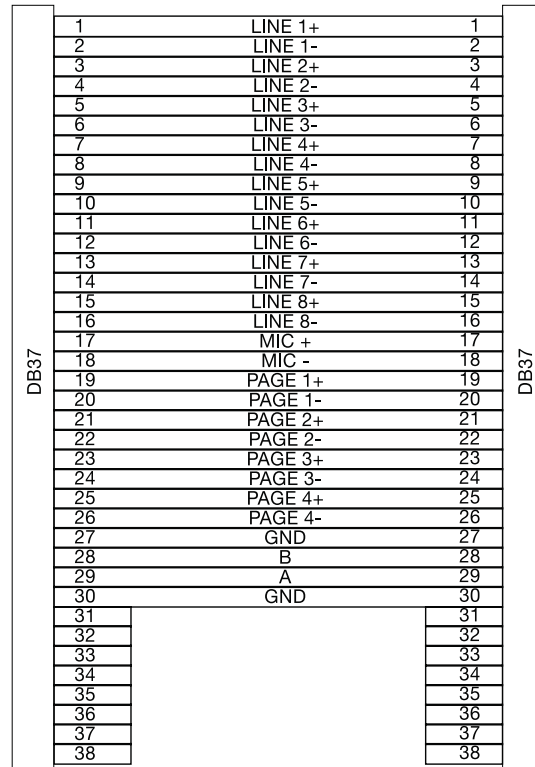 1 LINE 1+ 1
2 LINE 1- 2
3 LINE 2+ 3
4 LINE 2- 4
5 LINE 3+ 5
6 LINE 3- 6
7 LINE 4+ 7
8 LINE 4- 8
9 LINE 5+ 9
10 LINE 5- 10
11 LINE 6+ 11
12 LINE 6- 12
13 LINE 7+ 13
14 LINE 7- 14
15 LINE 8+ 15
16 LINE 8- 16
17 MIC + 17
18 MIC - 18
DB37
19 PAGE 1+ 19
DB37
20 PAGE 1- 20
21 PAGE 2+ 21
22 PAGE 2- 22
23 PAGE 3+ 23
24 PAGE 3- 24
25 PAGE 4+ 25
26 PAGE 4- 26
27 GND 27
28 B 28
29 A 29
30 GND 30
31 31
32 32
33 33
34 34
35 35
36 36
37 37
38 38